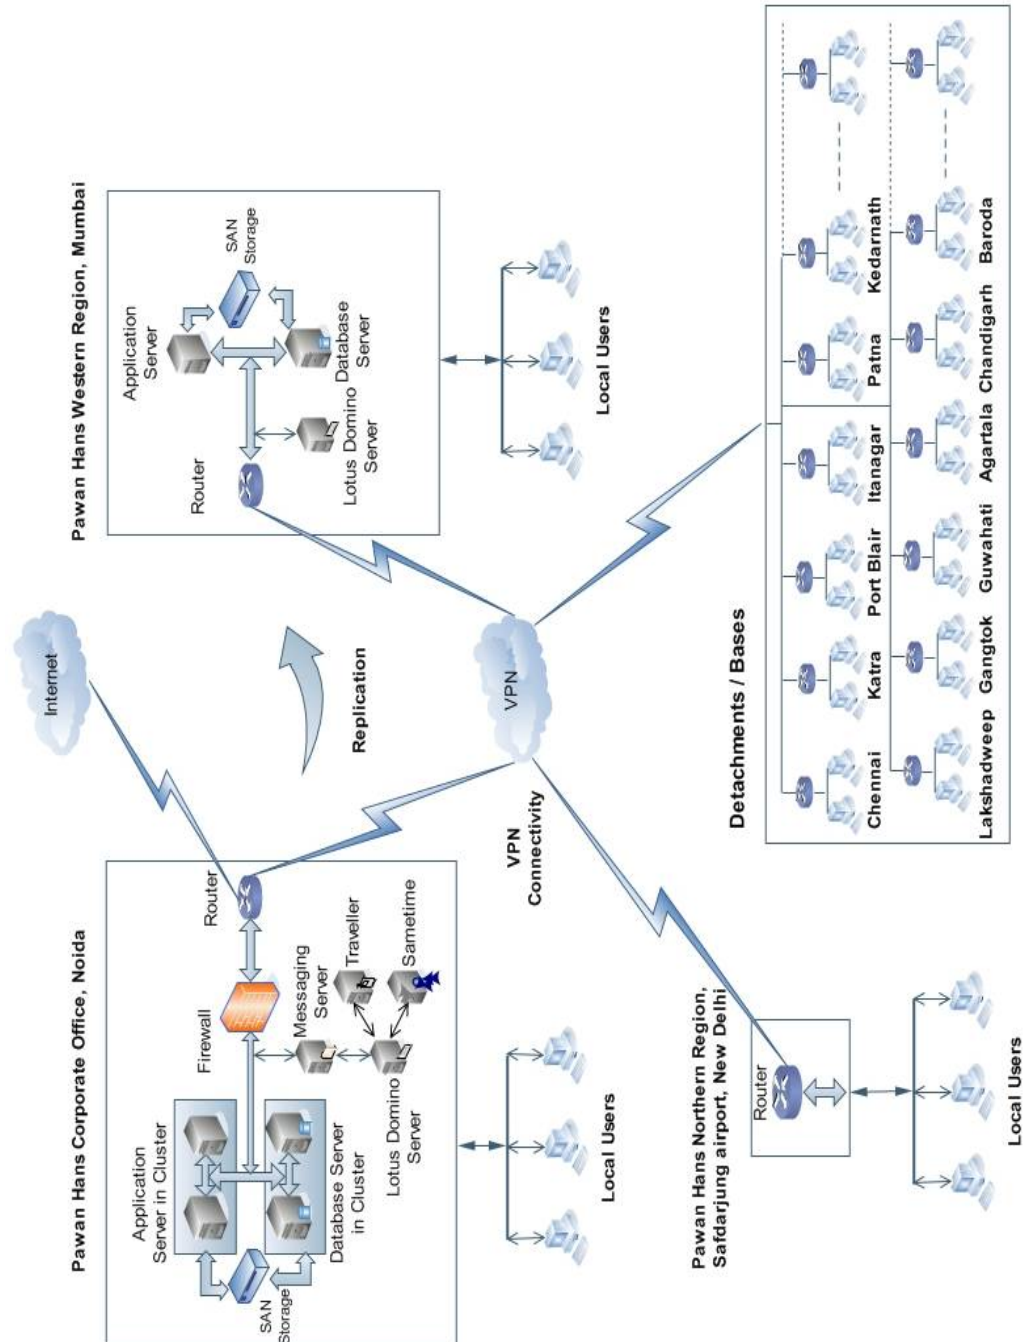 Pawan Hans Corporate Office, Noida
Application
Server in Cluster
SAN
Storage
Database Server
in Cluster
Firewall
Router
Messaging
Server
Traveller
Lotus Domino
Server
Sametime
Local Users
Internet
Replication
Pawan Hans Western Region, Mumbai
Router
Application
Server
SAN
Storage
Lotus Domino
Server
Database
Server
Local Users
VPN
VPN
Connectivity
Pawan Hans Northern Region,
Safdarjung airport, New Delhi
Router
Local Users
Detachments / Bases
Chennai
Katra
Port Blair
Itanagar
Patna
Kedarnath
Lakshadweep
Gangtok
Guwahati
Agartala
Chandigarh
Baroda